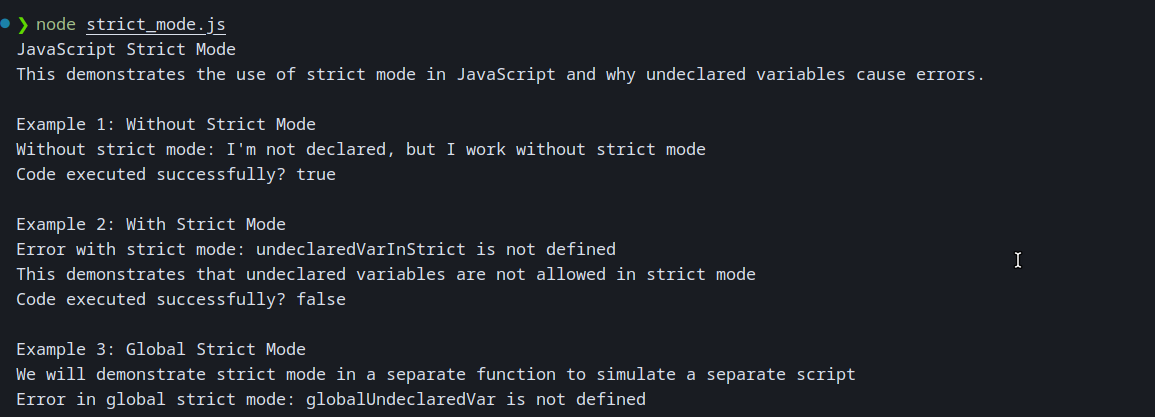 ❯ node strict_mode.js
JavaScript Strict Mode
This demonstrates the use of strict mode in JavaScript and why undeclared variables cause errors.
Example 1: Without Strict Mode
Without strict mode: I'm not declared, but I work without strict mode
Code executed successfully? true
Example 2: With Strict Mode
Error with strict mode: undeclaredVarInStrict is not defined
This demonstrates that undeclared variables are not allowed in strict mode
Code executed successfully? false
Example 3: Global Strict Mode
We will demonstrate strict mode in a separate function to simulate a separate script
Error in global strict mode: globalUndeclaredVar is not defined